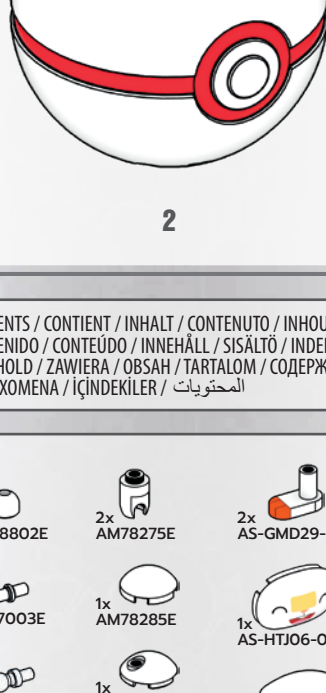 2
ENTS / CONTIENT / INHALT / CONTENUTO / INHOU
ENIDO / CONTEÚDO / INNEHÅLL / SISÄLTÖ / INDE
HOLD / ZAWIERA / OBSAH / TARTALOM / СОДЕРЖ
XOMENA / İÇİNDEKİLER / المحتويات
8802E
2x
AM78275E
2x
AS-GMD29-
7003E
1x
AM78285E
1x
AS-HTJ06-0
1x